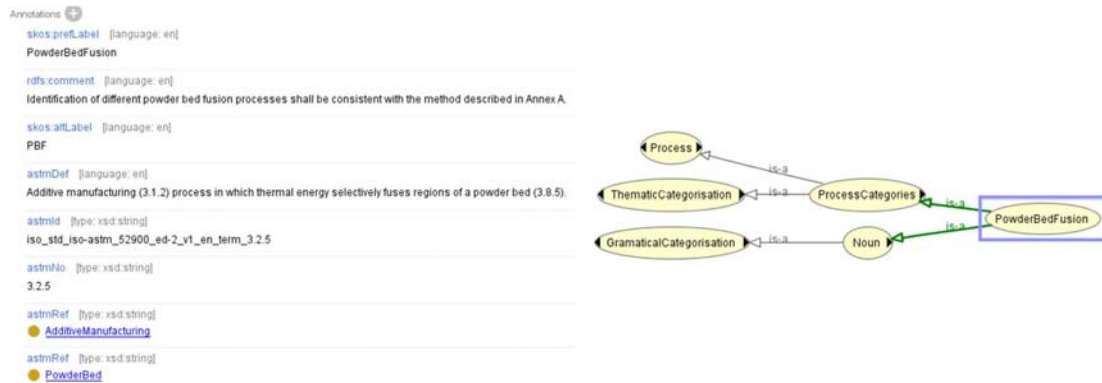 Annotations
skos:prefLabel [language: en]
PowderBedFusion
rdfs:comment [language: en]
Identification of different powder bed fusion processes shall be consistent with the method described in Annex A.
skos:altLabel [language: en]
PBF
astmDef [language: en]
Additive manufacturing (3.1.2) process in which thermal energy selectively fuses regions of a powder bed (3.8.5).
astmId [type: xsd:string]
iso_std_iso-astm_52900_ed-2_v1_en_term_3.2.5
astmNo [type: xsd:string]
3.2.5
astmRef [type: xsd:string]
AdditiveManufacturing
astmRef [type: xsd:string]
PowderBed
Process
is-a
ThematicCategorisation
is-a
ProcessCategories
is-a
PowderBedFusion
is-a
GramaticalCategorisation
is-a
Noun